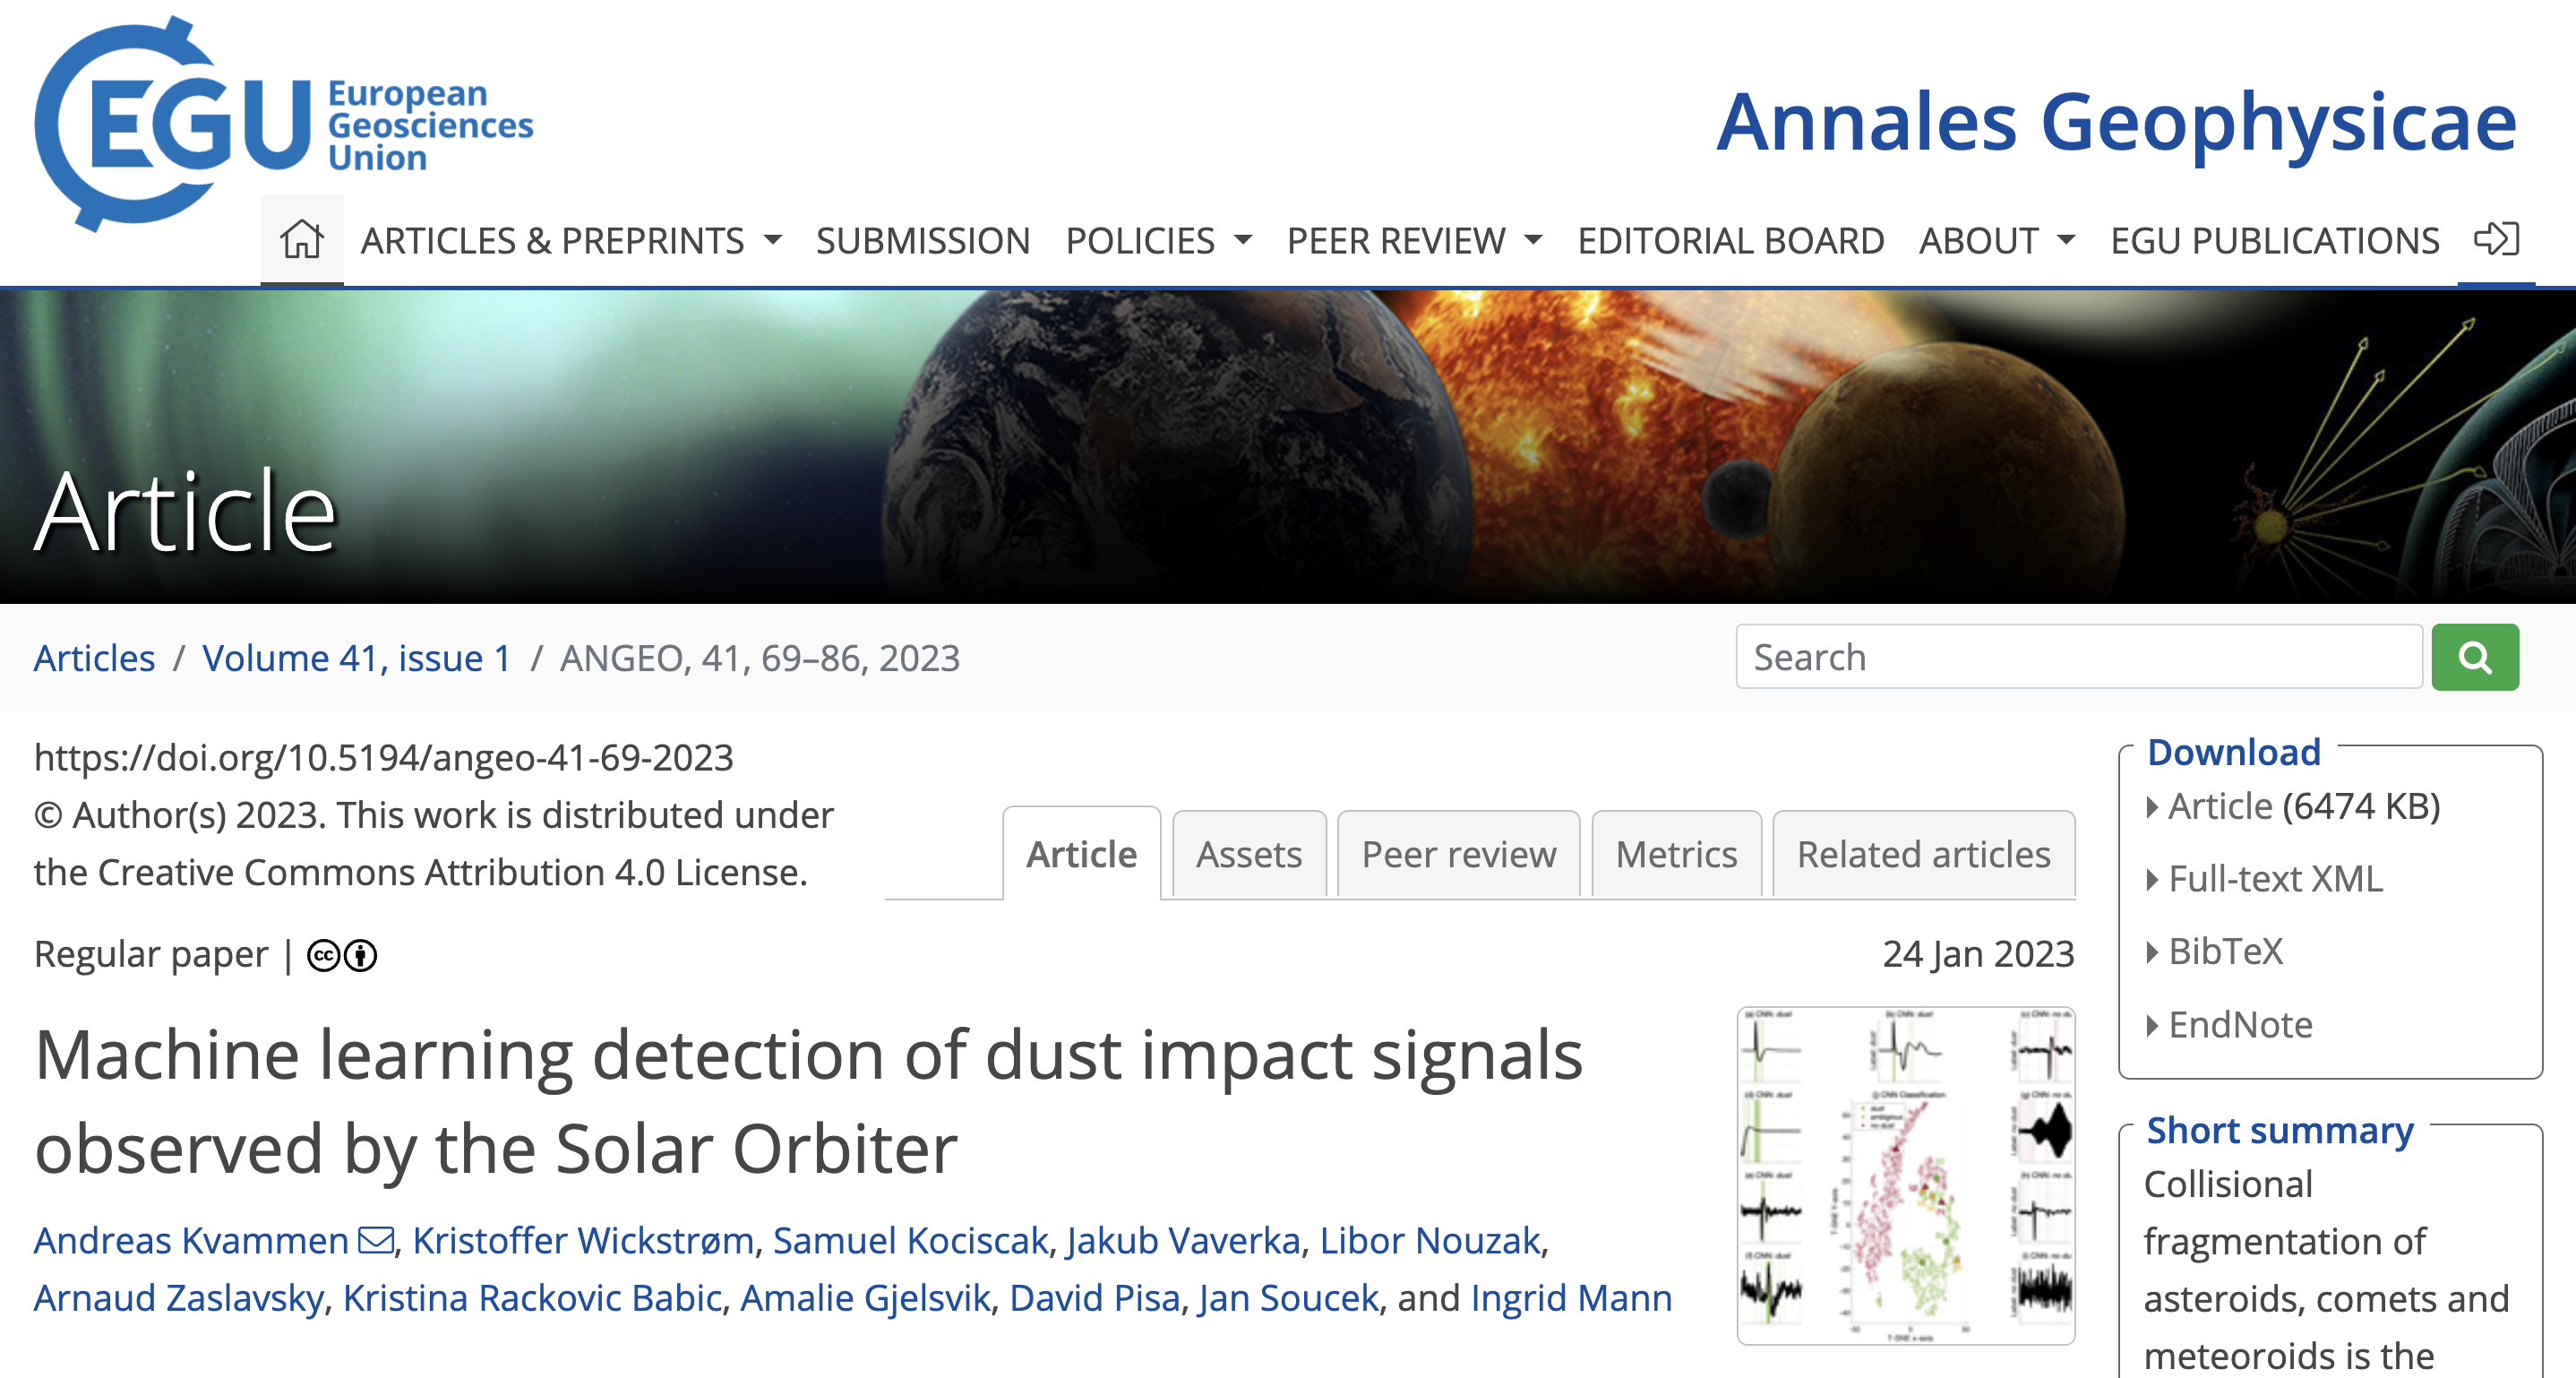 EGU European
Geosciences
Union
Annales Geophysicae
ARTICLES & PREPRINTS SUBMISSION POLICIES PEER REVIEW EDITORIAL BOARD ABOUT EGU PUBLICATIONS
Article
Articles / Volume 41, issue 1 / ANGEO, 41, 69–86, 2023
Search
https://doi.org/10.5194/angeo-41-69-2023
© Author(s) 2023. This work is distributed under
the Creative Commons Attribution 4.0 License.
Article Assets Peer review Metrics Related articles
Regular paper | cc
24 Jan 2023
Machine learning detection of dust impact signals
observed by the Solar Orbiter
Andreas Kvammen, Kristoffer Wickstrøm, Samuel Kociscak, Jakub Vaverka, Libor Nouzak,
Arnaud Zaslavsky, Kristina Rackovic Babic, Amalie Gjelsvik, David Pisa, Jan Soucek, and Ingrid Mann
Download
Article (6474 KB)
Full-text XML
BibTeX
EndNote
Short summary
Collisional
fragmentation of
asteroids, comets and
meteoroids is the